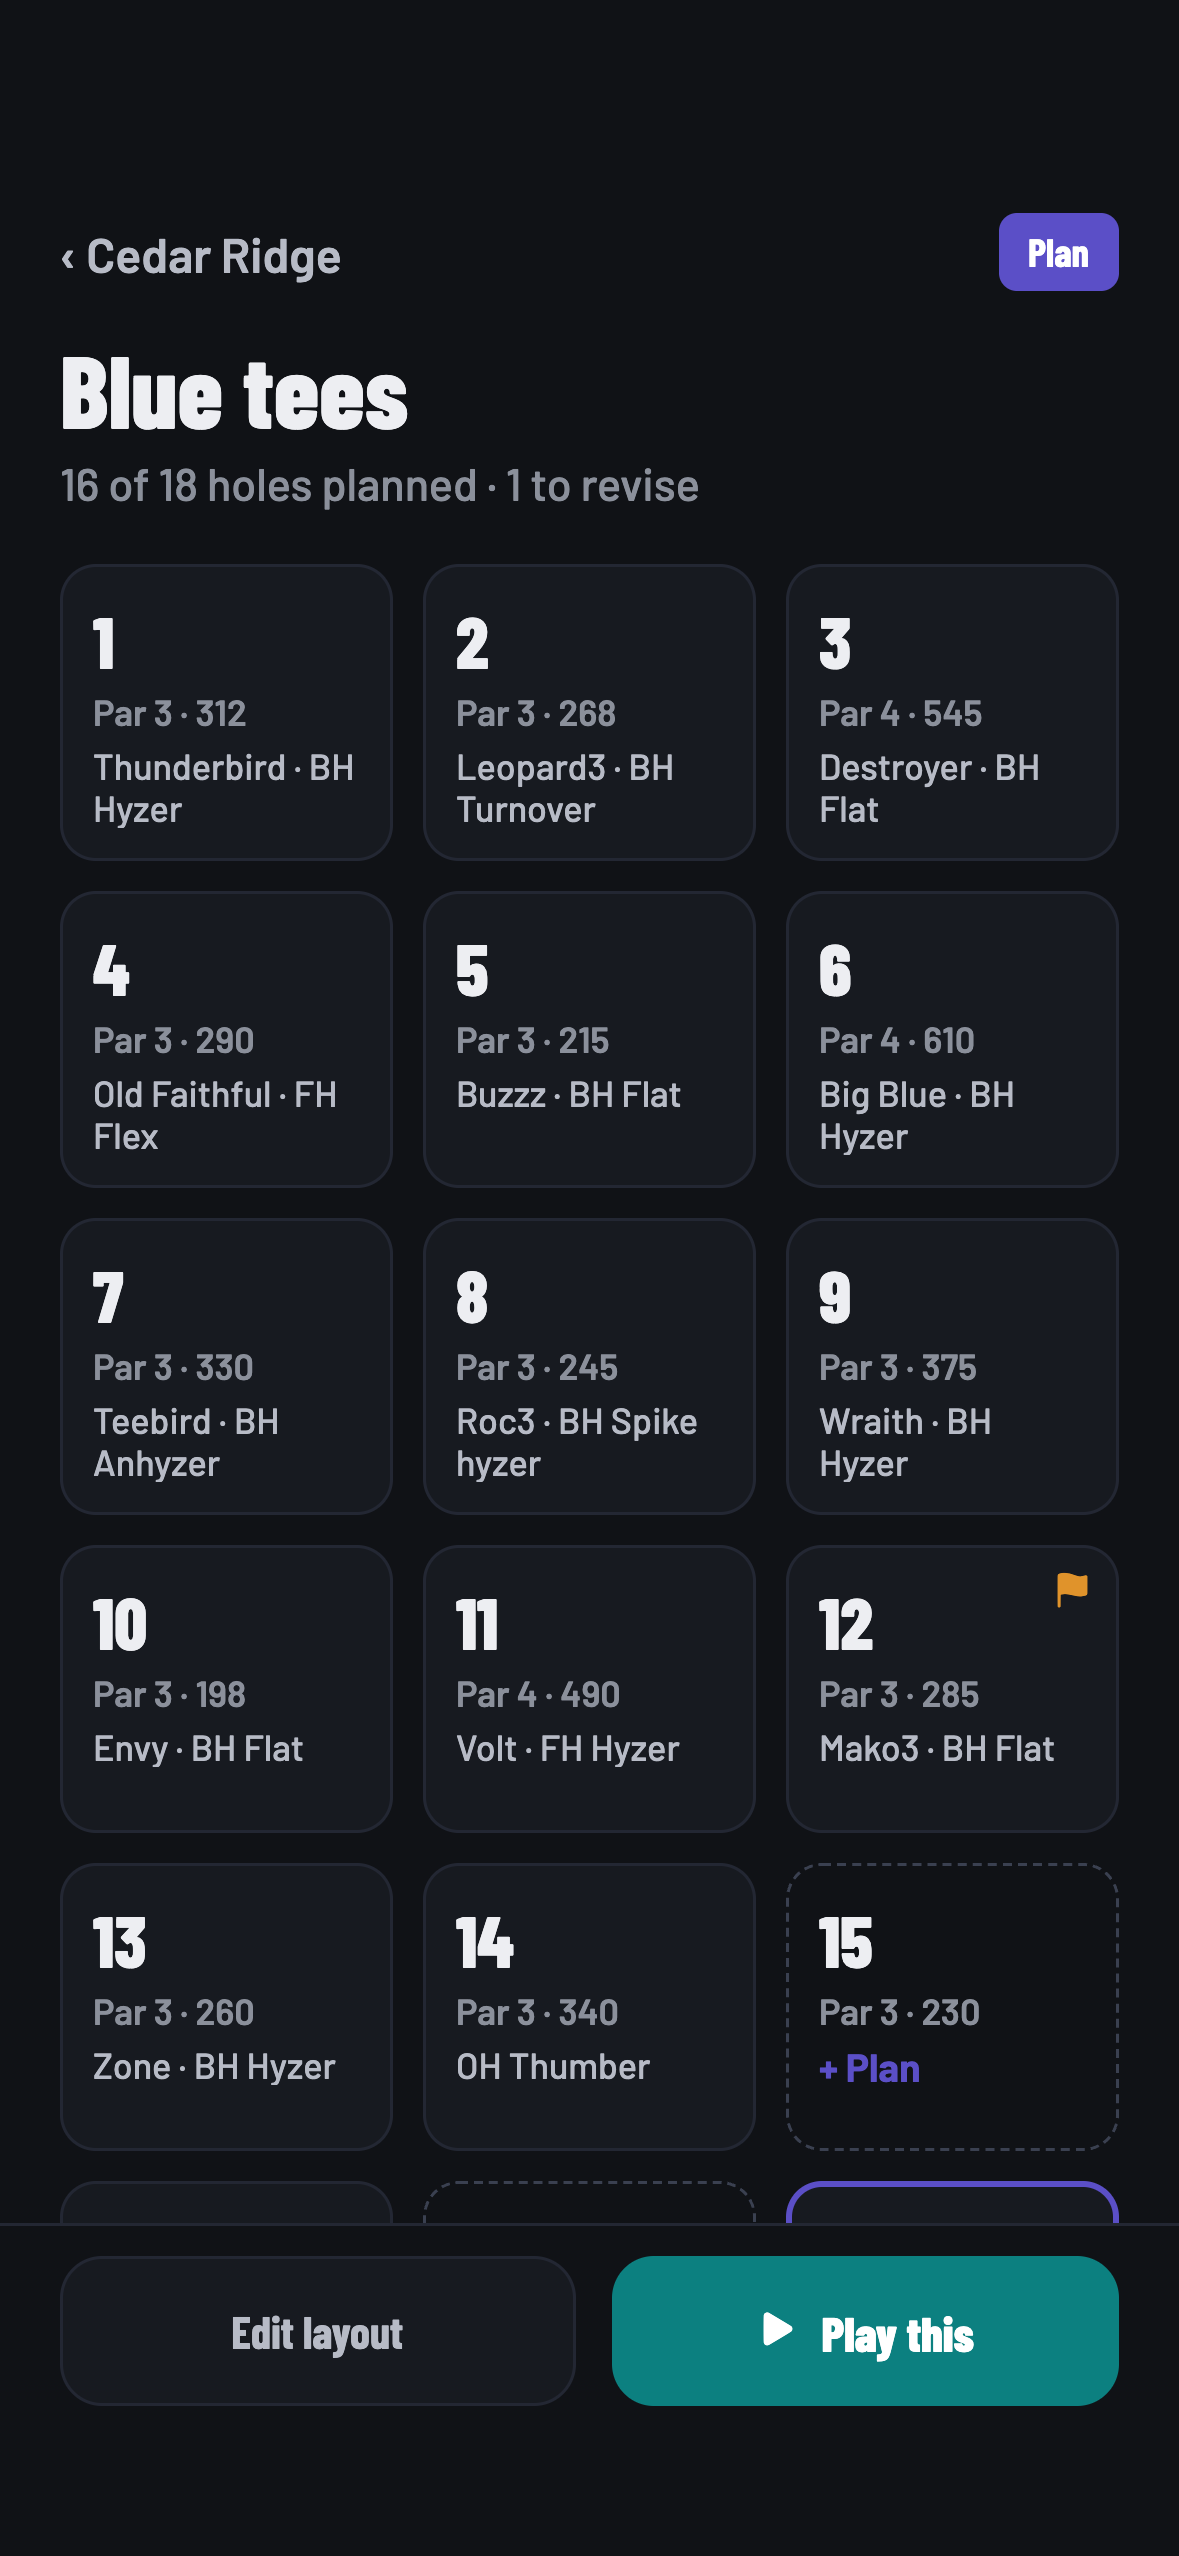 ‹ Cedar Ridge
Plan
Blue tees
16 of 18 holes planned · 1 to revise
1
Par 3 · 312
Thunderbird · BH
Hyzer
2
Par 3 · 268
Leopard3 · BH
Turnover
3
Par 4 · 545
Destroyer · BH
Flat
4
Par 3 · 290
Old Faithful · FH
Flex
5
Par 3 · 215
Buzzz · BH Flat
6
Par 4 · 610
Big Blue · BH
Hyzer
7
Par 3 · 330
Teebird · BH
Anhyzer
8
Par 3 · 245
Roc3 · BH Spike
hyzer
9
Par 3 · 375
Wraith · BH
Hyzer
10
Par 3 · 198
Envy · BH Flat
11
Par 4 · 490
Volt · FH Hyzer
12
Par 3 · 285
Mako3 · BH Flat
13
Par 3 · 260
Zone · BH Hyzer
14
Par 3 · 340
OH Thumber
15
Par 3 · 230
+ Plan
Edit layout
Play this